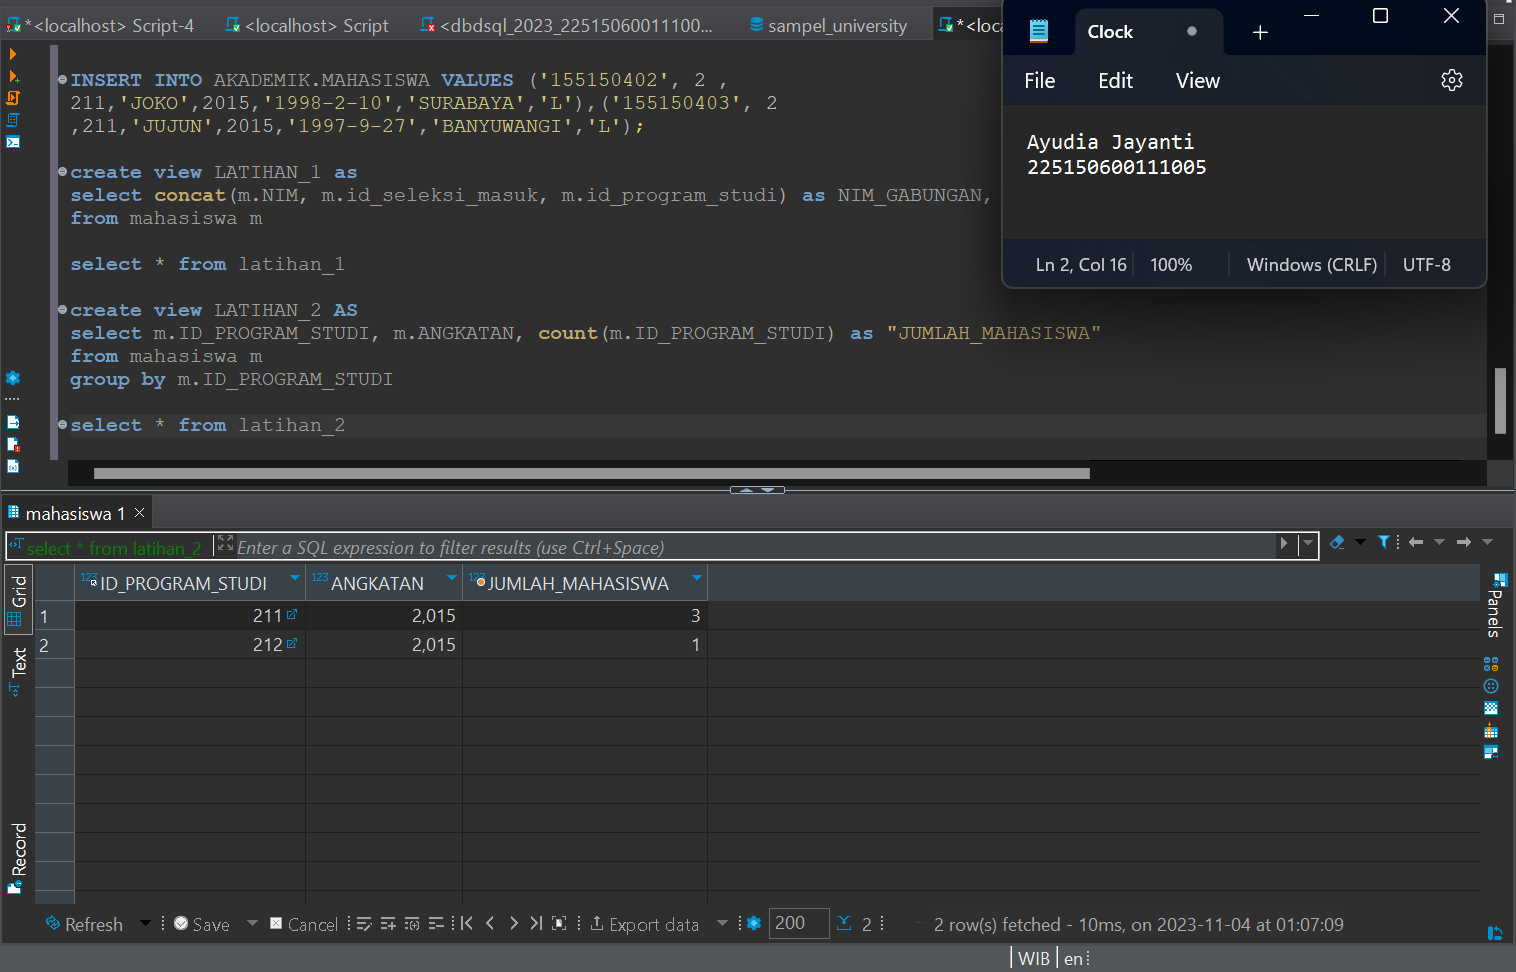 *<localhost> Script-4
<localhost> Script
<dbdsql_2023_22515060011100...
sampel_university
*<loca
Clock
File
Edit
View
Ayudia Jayanti
225150600111005
Ln 2, Col 16
100%
Windows (CRLF)
UTF-8
INSERT INTO AKADEMIK.MAHASISWA VALUES ('155150402', 2 ,
211,'JOKO',2015,'1998-2-10','SURABAYA','L'),('155150403', 2
,211,'JUJUN',2015,'1997-9-27','BANYUWANGI','L');
create view LATIHAN_1 as
select concat(m.NIM, m.id_seleksi_masuk, m.id_program_studi) as NIM_GABUNGAN,
from mahasiswa m
select * from latihan_1
create view LATIHAN_2 AS
select m.ID_PROGRAM_STUDI, m.ANGKATAN, count(m.ID_PROGRAM_STUDI) as "JUMLAH_MAHASISWA"
from mahasiswa m
group by m.ID_PROGRAM_STUDI
select * from latihan_2
mahasiswa 1
select * from latihan_2
Enter a SQL expression to filter results (use Ctrl+Space)
Grid
Text
Record
Panels
123 ID_PROGRAM_STUDI
123 ANGKATAN
123 JUMLAH_MAHASISWA
1 211 2,015 3
2 212 2,015 1
Refresh
Save
Cancel
Export data
200
2
2 row(s) fetched - 10ms, on 2023-11-04 at 01:07:09
WIB
en